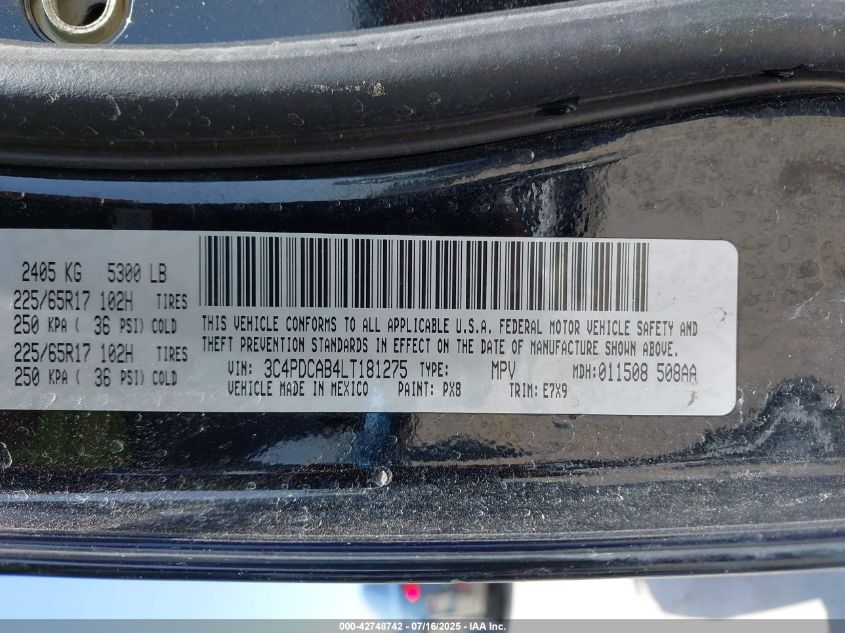 2405 KG 5300 LB
225/65R17 102H TIRES
250 KPA ( 36 PSI) COLD
225/65R17 102H TIRES
250 KPA ( 36 PSI) COLD
THIS VEHICLE CONFORMS TO ALL APPLICABLE U.S.A. FEDERAL MOTOR VEHICLE SAFETY AND
THEFT PREVENTION STANDARDS IN EFFECT ON THE DATE OF MANUFACTURE SHOWN ABOVE.
VIN: 3C4PDCAB4LT181275 TYPE: MPV MDH: 011508 508AA
VEHICLE MADE IN MEXICO PAINT: PX8 TRIM: E7X9
000-42748742 - 07/16/2025 - IAA Inc.